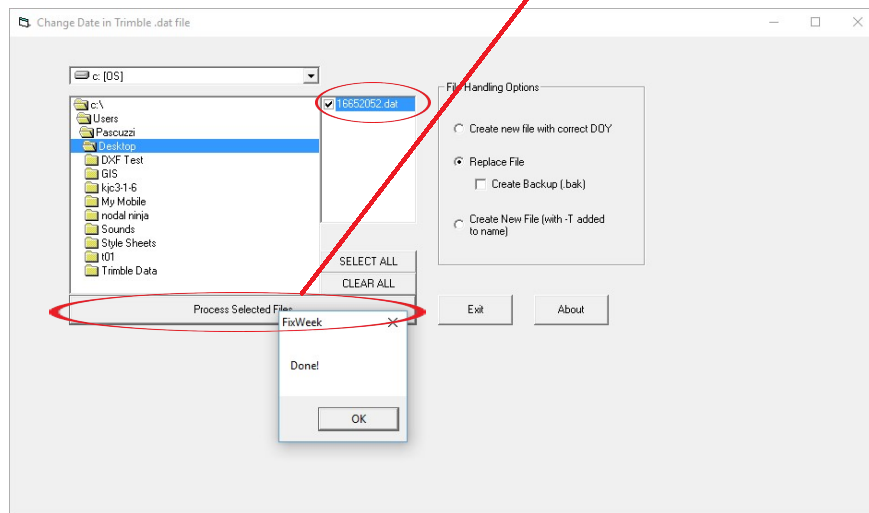 Change Date in Trimble .dat file
c: [OS]
c:\
Users
Pascuzzi
Desktop
DXF Test
GIS
kjc3-1-6
My Mobile
nodal ninja
Sounds
Style Sheets
t01
Trimble Data
16652052.dat
SELECT ALL
CLEAR ALL
Process Selected Files
File Handling Options
Create new file with correct DOY
Replace File
Create Backup (.bak)
Create New File (with -T added
to name)
Exit
About
FixWeek
Done!
OK